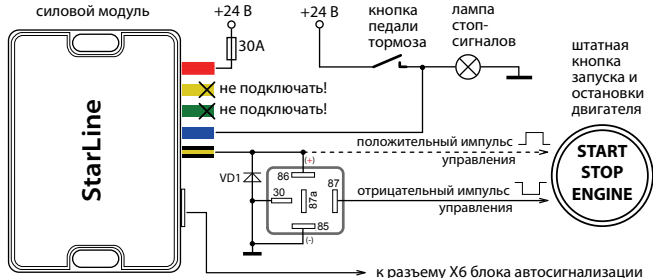 силовой модуль
+24 В
30А
+24 В
кнопка
педали
тормоза
лампа
стоп-
сигналов
штатная
кнопка
запуска и
остановки
двигателя
StarLine
не подключать!
не подключать!
положительный импульс
управления
VD1
(+)
86
30
87a
87
85
(-)
отрицательный импульс
управления
START
STOP
ENGINE
к разъему X6 блока автосигнализации